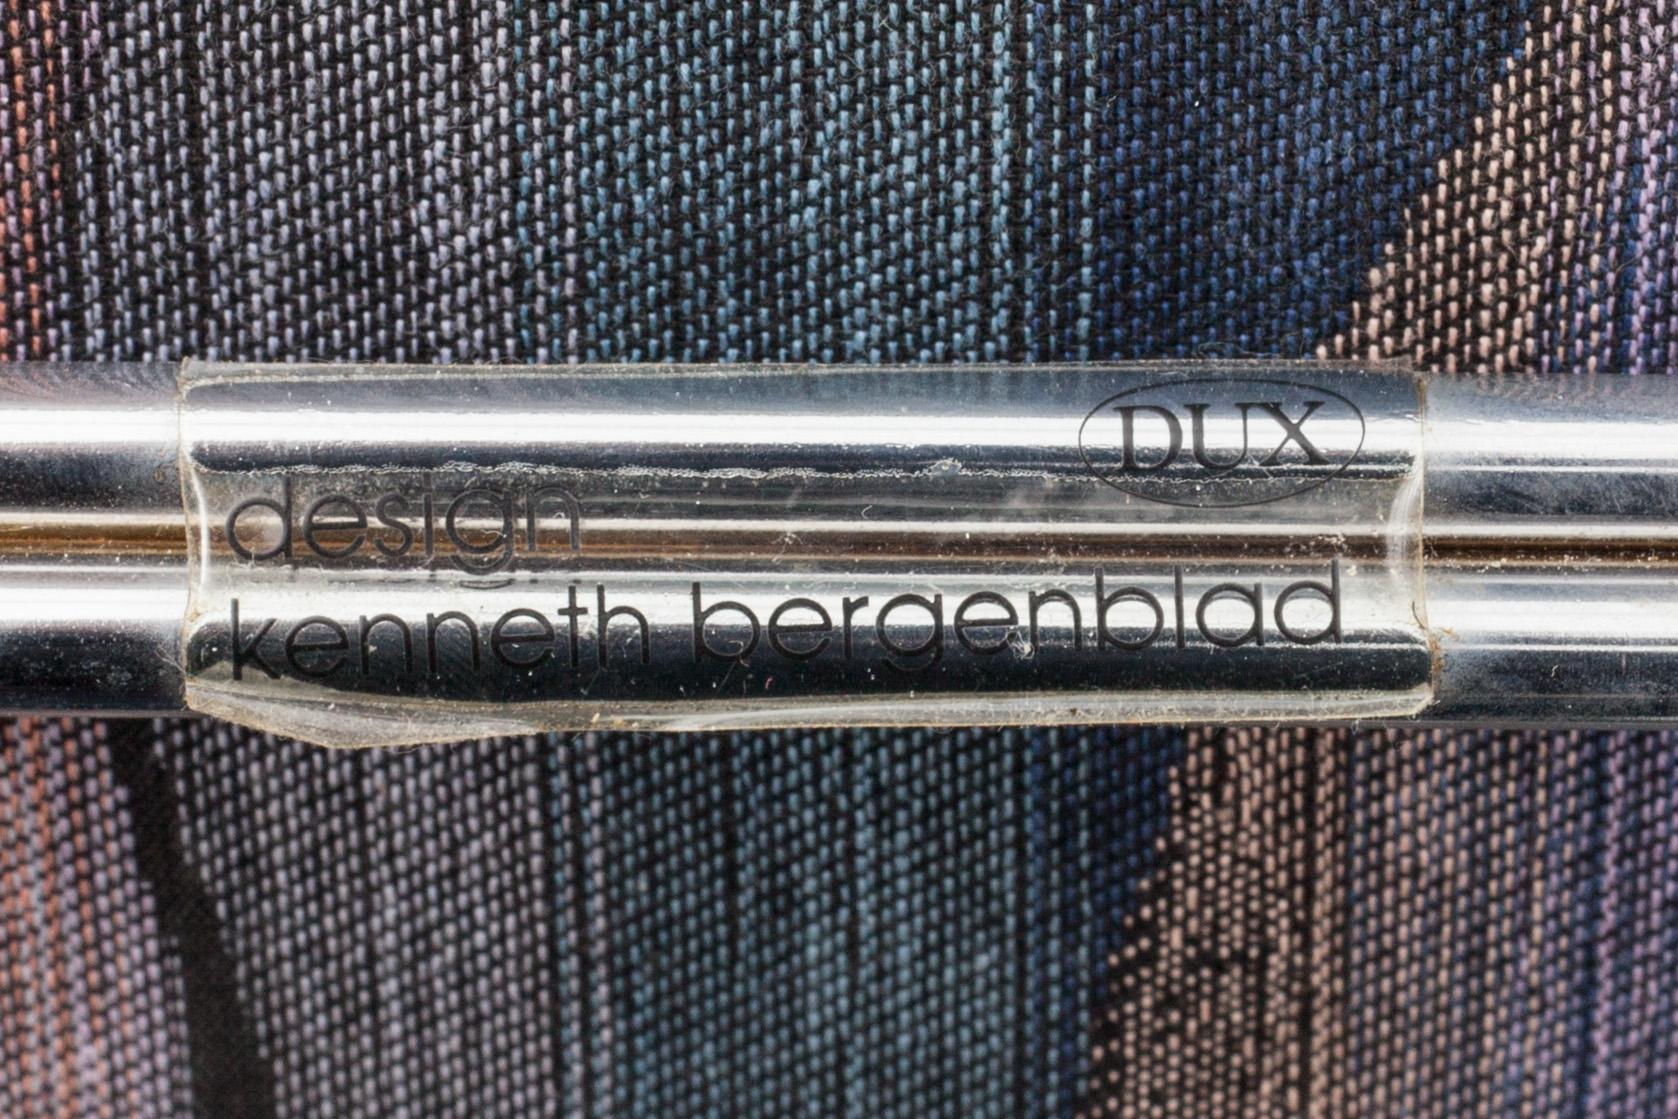 DUX
design
kenneth bergenblad